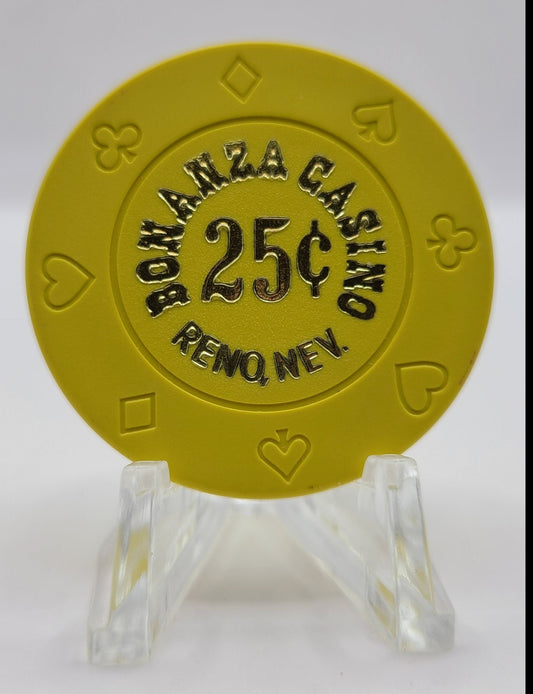 BONANZA CASINO
25¢
RENO, NEV.